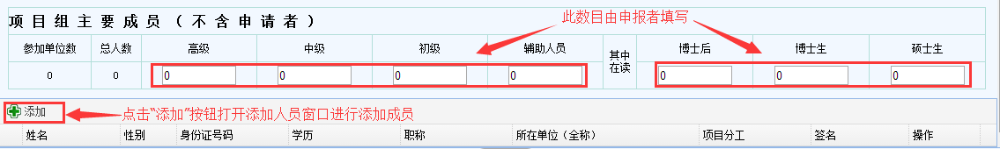 项目组主要成员（不含申请者）
此数目由申报者填写
参加单位数 总人数 高级 中级 初级 辅助人员 其中在读 博士后 博士生 硕士生
0 0 0 0 0 0 0 0 0
添加
点击“添加”按钮打开添加人员窗口进行添加成员
姓名 性别 身份证号码 学历 职称 所在单位（全称） 项目分工 签名 操作